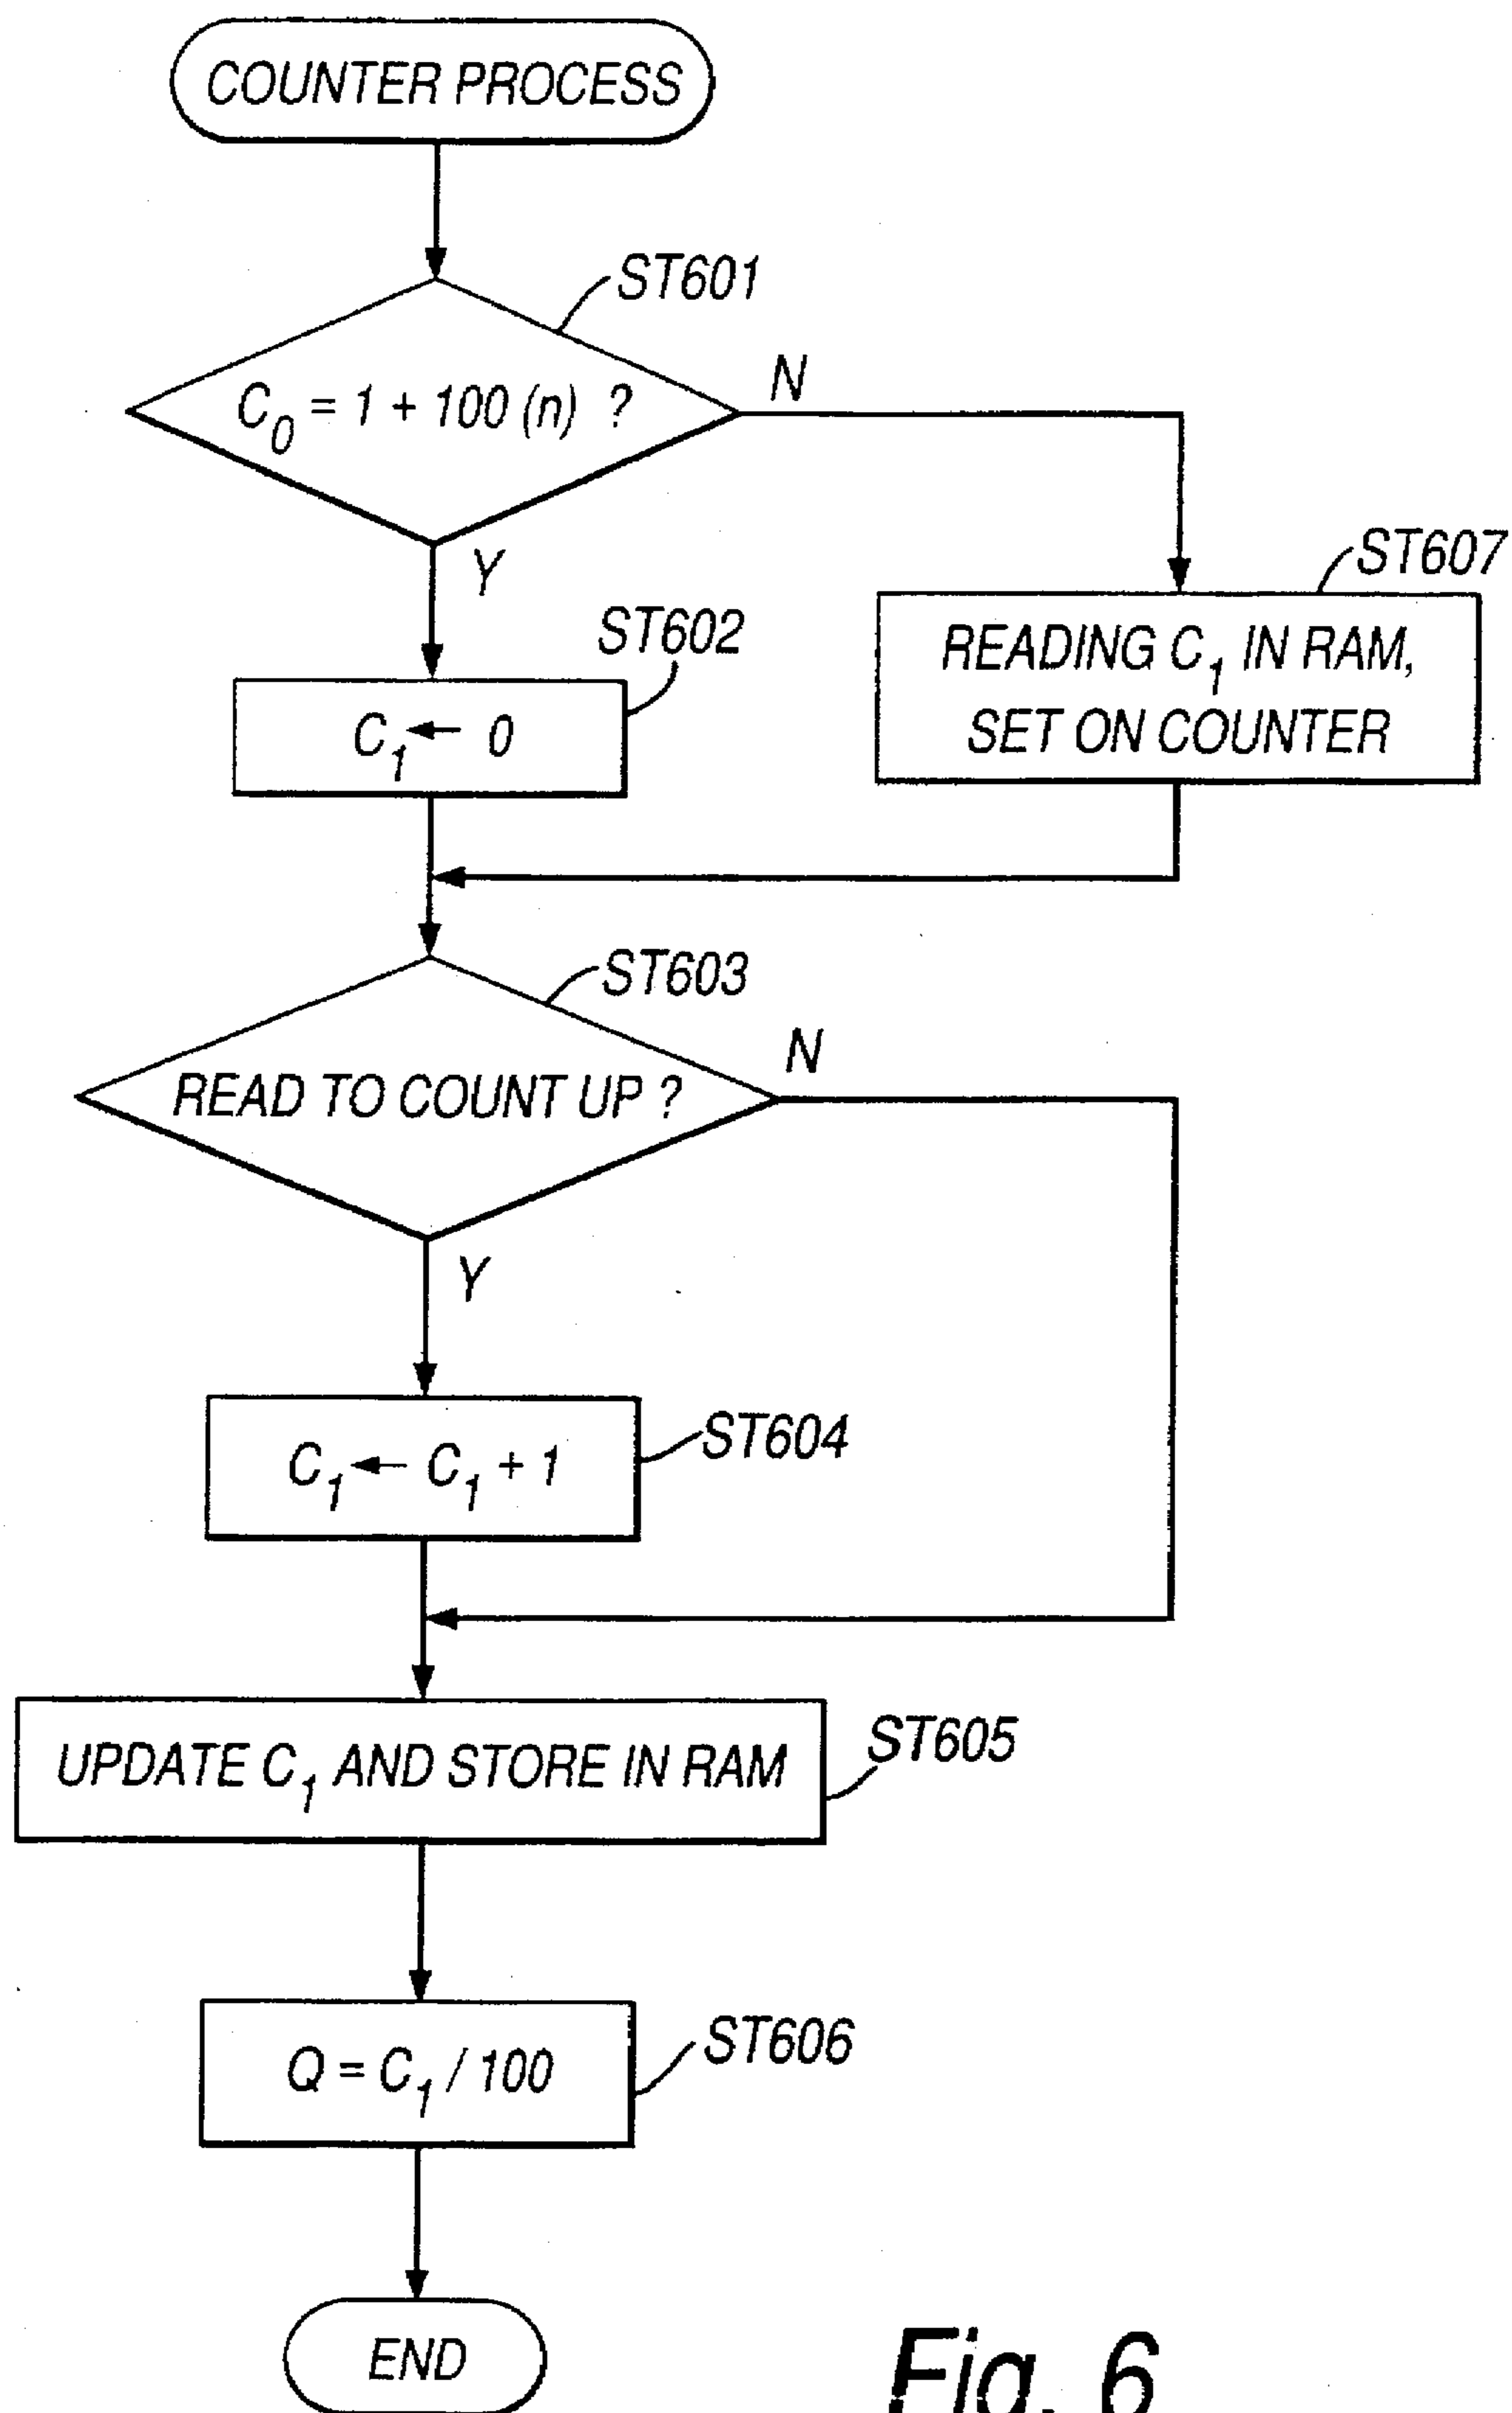 COUNTER PROCESS
ST601
C₀ = 1 + 100 (n) ?
N
Y
ST607
READING C₁ IN RAM,
SET ON COUNTER
ST602
C₁ ← 0
ST603
READ TO COUNT UP ?
N
Y
ST604
C₁ ← C₁ + 1
ST605
UPDATE C₁ AND STORE IN RAM
ST606
Q = C₁ / 100
END
Fig. 6